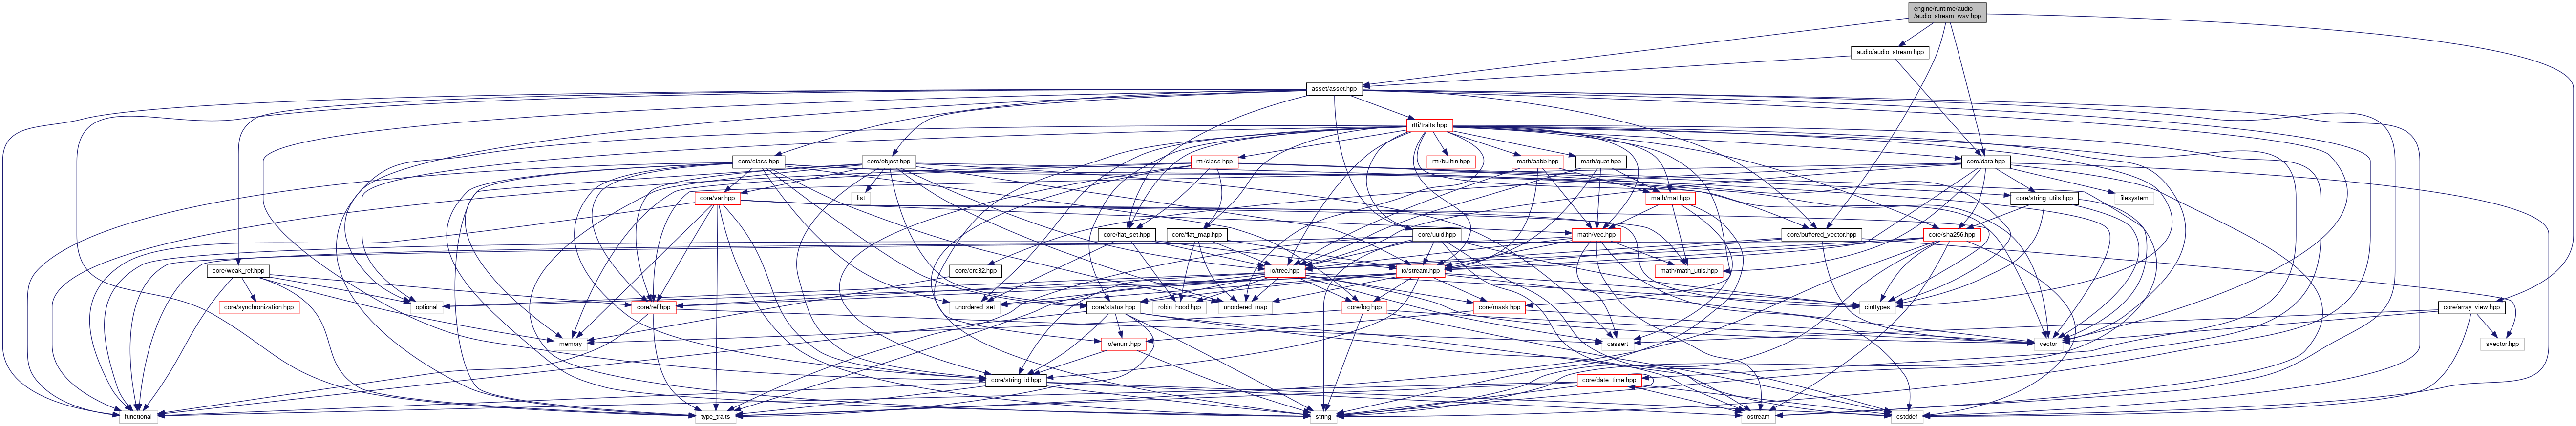 engine/runtime/audio
/audio_stream_wav.hpp
audio/audio_stream.hpp
asset/asset.hpp
rtti/traits.hpp
core/class.hpp
core/object.hpp
rtti/class.hpp
rtti/builtin.hpp
math/aabb.hpp
math/quat.hpp
core/data.hpp
core/var.hpp
list
math/mat.hpp
core/string_utils.hpp
filesystem
core/flat_set.hpp
core/flat_map.hpp
core/uuid.hpp
math/vec.hpp
core/buffered_vector.hpp
core/sha256.hpp
core/weak_ref.hpp
core/crc32.hpp
io/tree.hpp
io/stream.hpp
math/math_utils.hpp
core/synchronization.hpp
optional
core/ref.hpp
unordered_set
core/status.hpp
robin_hood.hpp
unordered_map
core/log.hpp
core/mask.hpp
cinttypes
core/array_view.hpp
memory
io/enum.hpp
cassert
vector
svector.hpp
core/string_id.hpp
core/date_time.hpp
functional
type_traits
string
ostream
cstddef